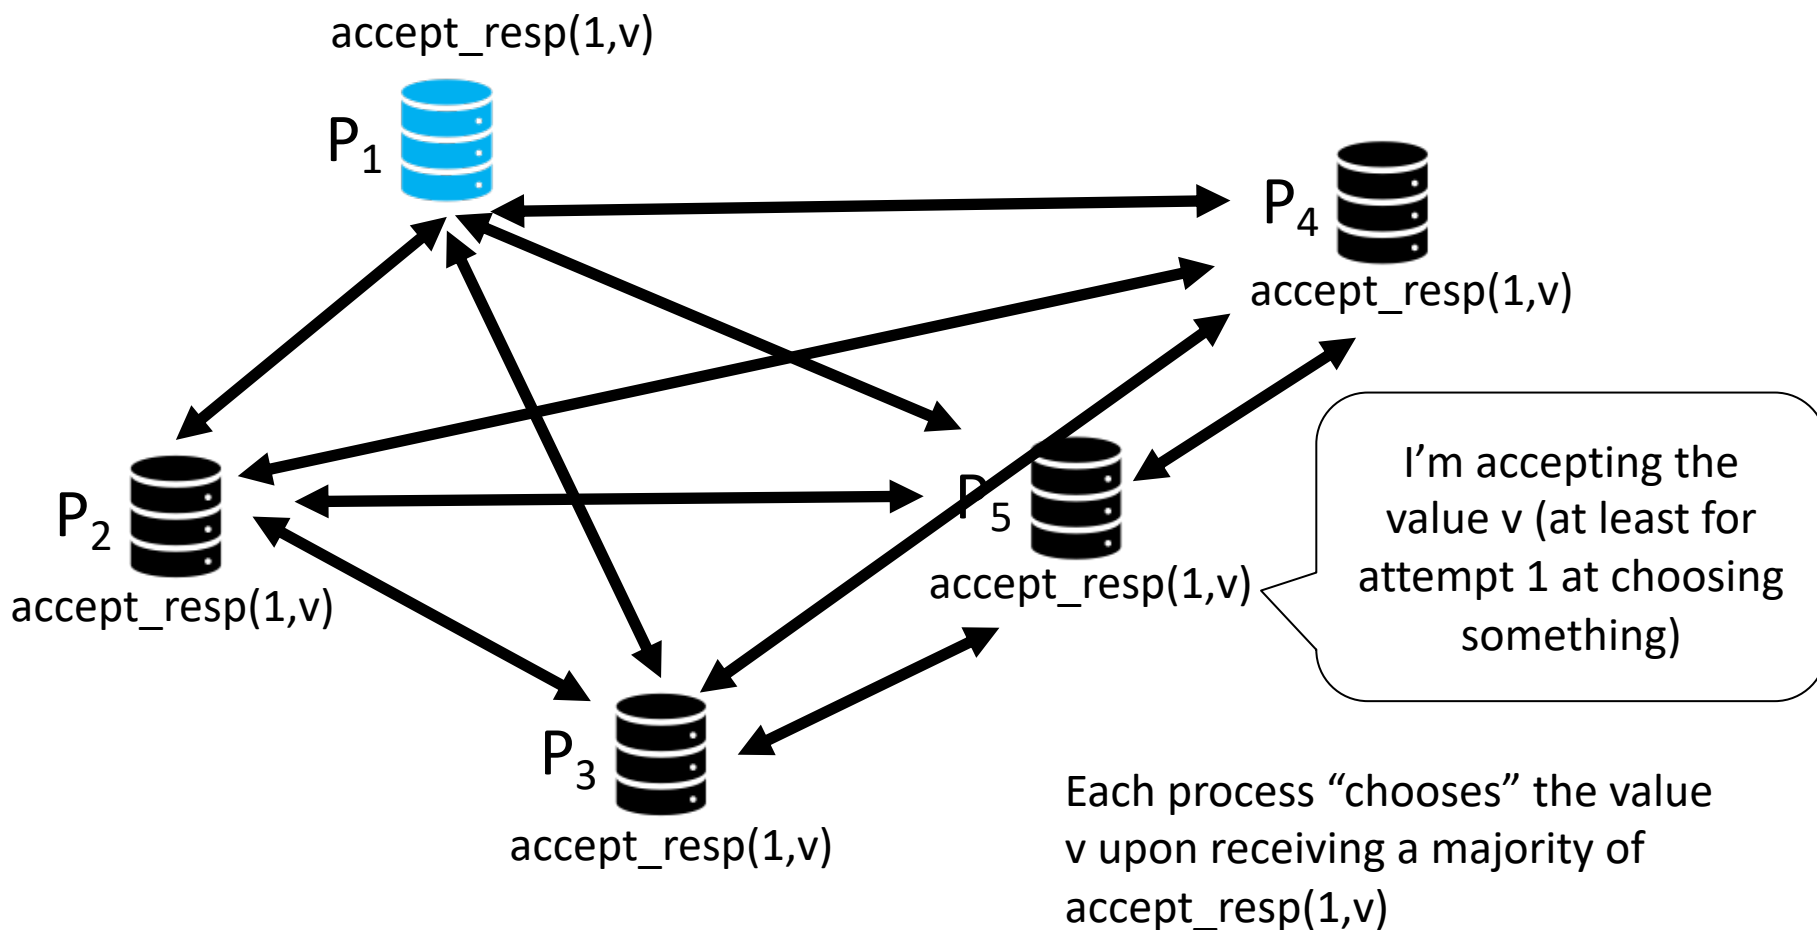 accept_resp(1,v)
P1
P4
accept_resp(1,v)
P2
accept_resp(1,v)
P5
accept_resp(1,v)
I’m accepting the
value v (at least for
attempt 1 at choosing
something)
P3
accept_resp(1,v)
Each process “chooses” the value
v upon receiving a majority of
accept_resp(1,v)